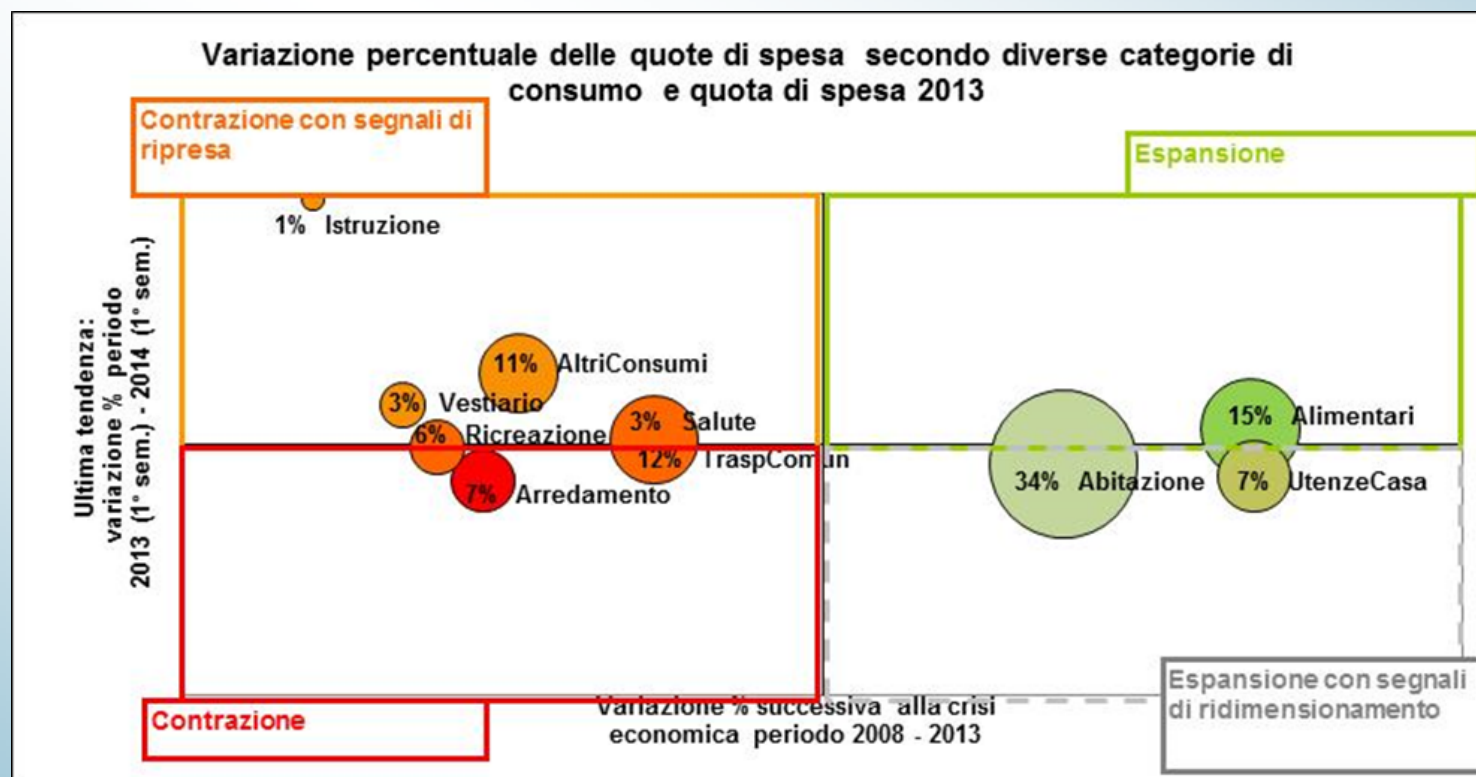 Variazione percentuale delle quote di spesa secondo diverse categorie di
consumo e quota di spesa 2013
Contrazione con segnali di
ripresa
Espansione
1% Istruzione
11% AltriConsumi
3% Vestiario
6% Ricreazione
3% Salute
12% TraspComun
7% Arredamento
15% Alimentari
34% Abitazione
7% UtenzeCasa
Ultima tendenza:
variazione % periodo
2013 (1° sem.) - 2014 (1° sem.)
Contrazione
Variazione % successiva alla crisi
economica periodo 2008 - 2013
Espansione con segnali
di ridimensionamento